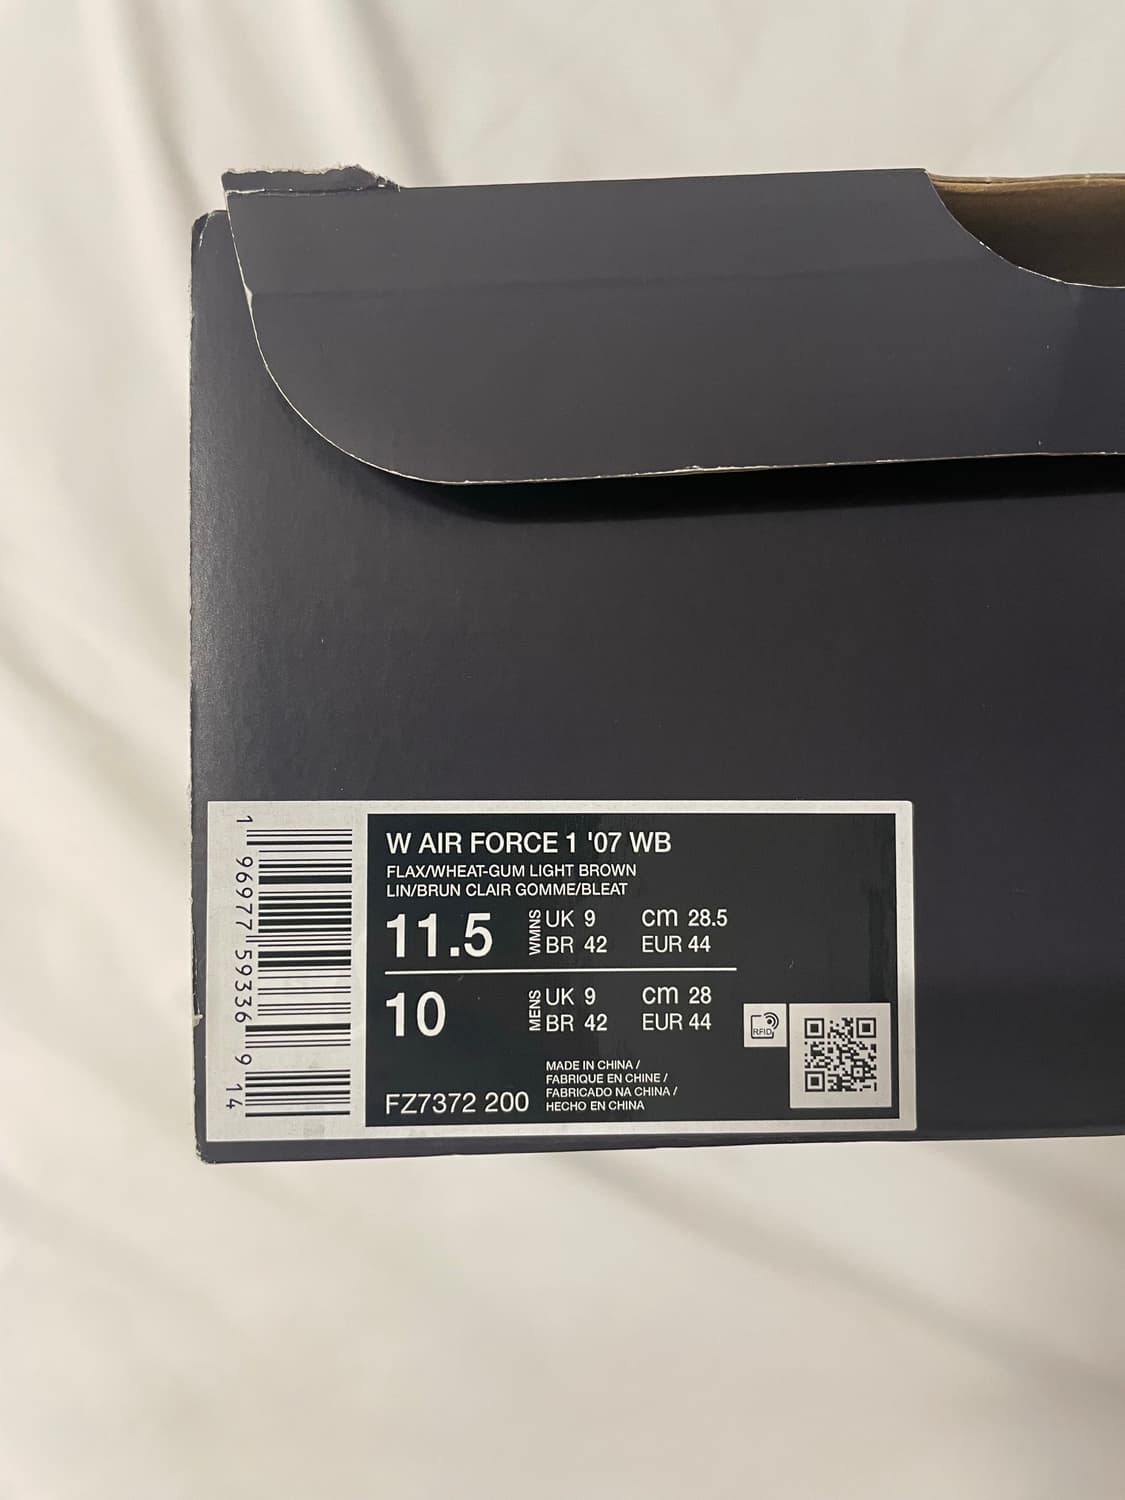 W AIR FORCE 1 '07 WB
FLAX/WHEAT-GUM LIGHT BROWN
LIN/BRUN CLAIR GOMME/BLEAT
11.5 WMNS UK 9 cm 28.5
BR 42 EUR 44
10 MENS UK 9 cm 28
BR 42 EUR 44
RFID
MADE IN CHINA /
FABRIQUE EN CHINE /
FABRICADO NA CHINA /
HECHO EN CHINA
FZ7372 200
1 96977 59336 9 14